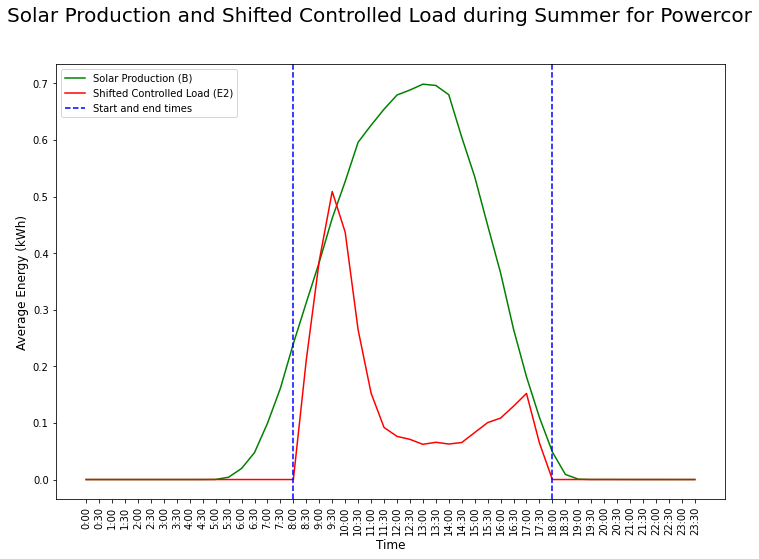 Solar Production and Shifted Controlled Load during Summer for Powercor
Solar Production (B)
Shifted Controlled Load (E2)
Start and end times
Average Energy (kWh)
0.7
0.6
0.5
0.4
0.3
0.2
0.1
0.0
0:00 0:30 1:00 1:30 2:00 2:30 3:00 3:30 4:00 4:30 5:00 5:30 6:00 6:30 7:00 7:30 8:00 8:30 9:00 9:30 10:00 10:30 11:00 11:30 12:00 12:30 13:00 13:30 14:00 14:30 15:00 15:30 16:00 16:30 17:00 17:30 18:00 18:30 19:00 19:30 20:00 20:30 21:00 21:30 22:00 22:30 23:00 23:30
Time